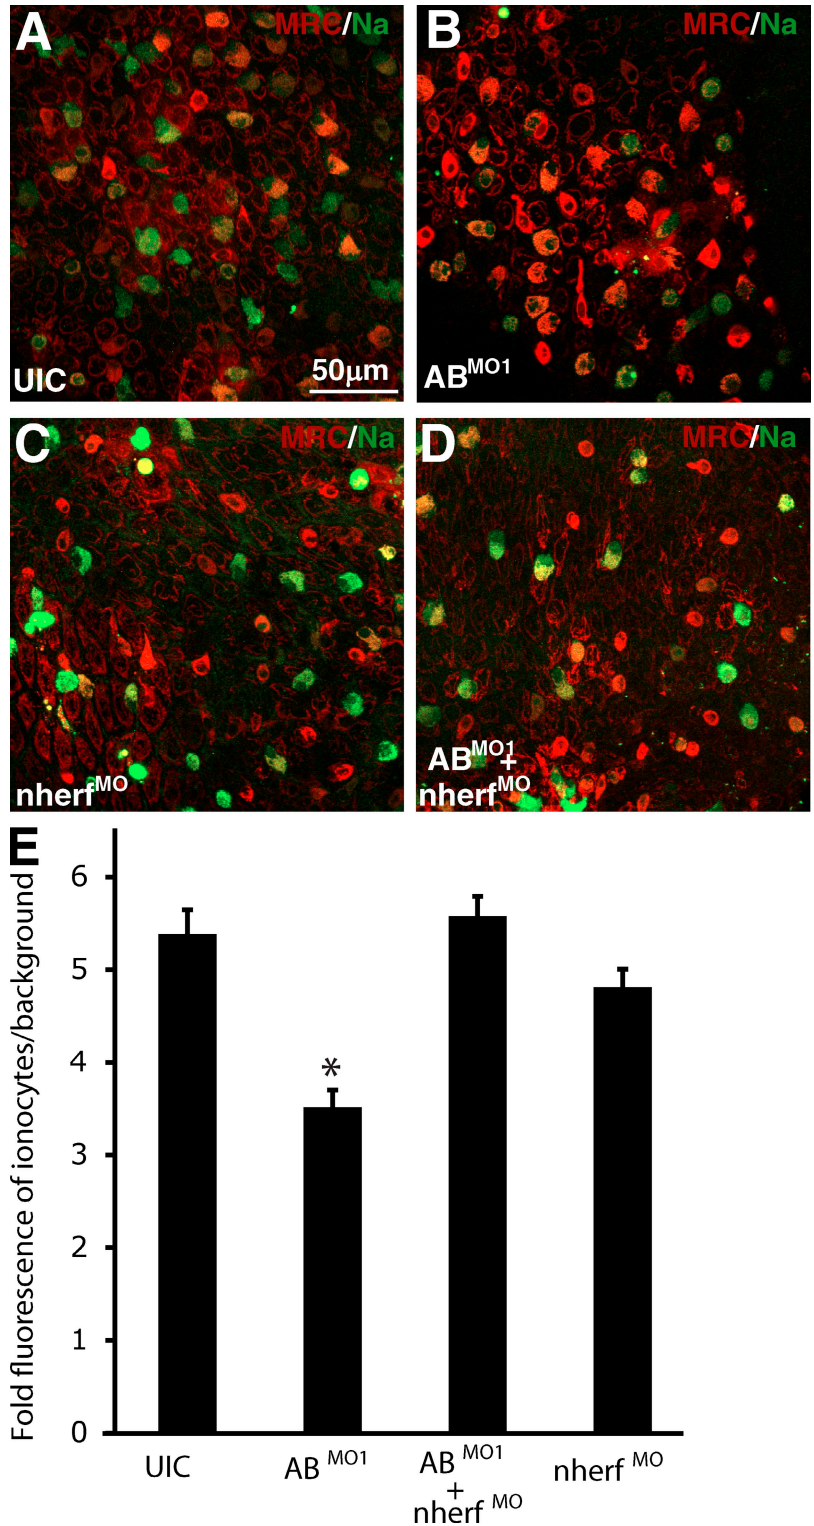 A
MRC/Na
UIC
50μm
B
MRC/Na
AB^MO1
C
MRC/Na
nherf^MO
D
MRC/Na
AB^MO1
+
nherf^MO
E
Fold fluorescence of ionocytes/background
6
5
4
3
2
1
0
*
UIC
AB^MO1
AB^MO1
+
nherf^MO
nherf^MO